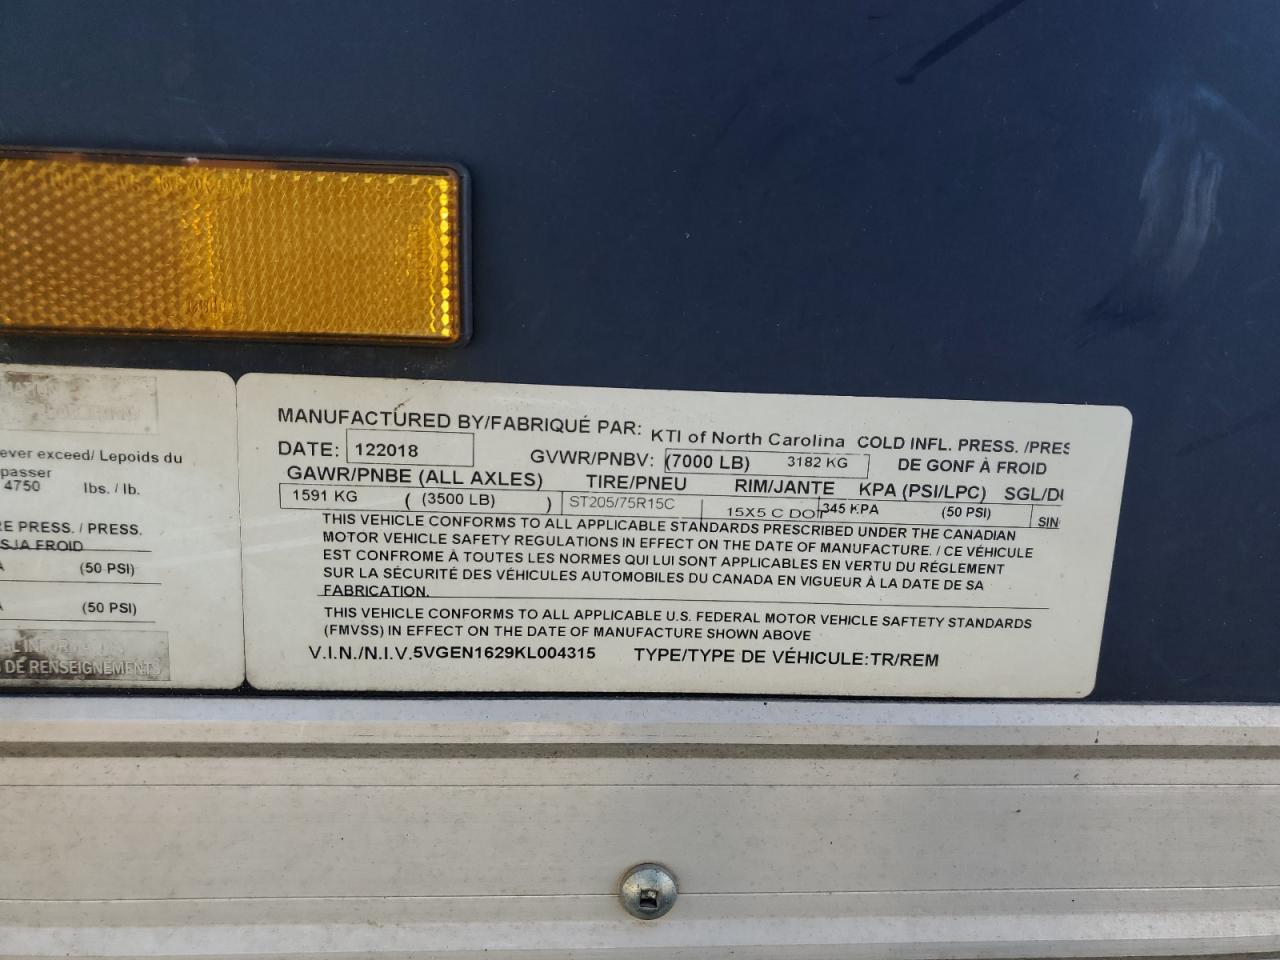 ever exceed/ Lepoids du
passer
4750 lbs. / lb.
E PRESS. / PRESS.
SJA FROID
(50 PSI)
(50 PSI)
DE RENSEIGNEMENTS
MANUFACTURED BY/FABRIQUÉ PAR: KTI of North Carolina COLD INFL. PRESS. /PRES
DATE: 122018 GVWR/PNBV: (7000 LB) 3182 KG DE GONF À FROID
GAWR/PNBE (ALL AXLES) TIRE/PNEU RIM/JANTE KPA (PSI/LPC) SGL/DU
1591 KG ( (3500 LB) ) ST205/75R15C 15X5 C DOT 345 KPA (50 PSI) SIN
THIS VEHICLE CONFORMS TO ALL APPLICABLE STANDARDS PRESCRIBED UNDER THE CANADIAN
MOTOR VEHICLE SAFETY REGULATIONS IN EFFECT ON THE DATE OF MANUFACTURE. / CE VÉHICULE
EST CONFROME À TOUTES LES NORMES QUI LUI SONT APPLICABLES EN VERTU DU RÉGLEMENT
SUR LA SÉCURITÉ DES VÉHICULES AUTOMOBILES DU CANADA EN VIGUEUR À LA DATE DE SA
FABRICATION.
THIS VEHICLE CONFORMS TO ALL APPLICABLE U.S. FEDERAL MOTOR VEHICLE SAFTETY STANDARDS
(FMVSS) IN EFFECT ON THE DATE OF MANUFACTURE SHOWN ABOVE
V.I.N./N.I.V. 5VGEN1629KL004315 TYPE/TYPE DE VÉHICULE: TR/REM